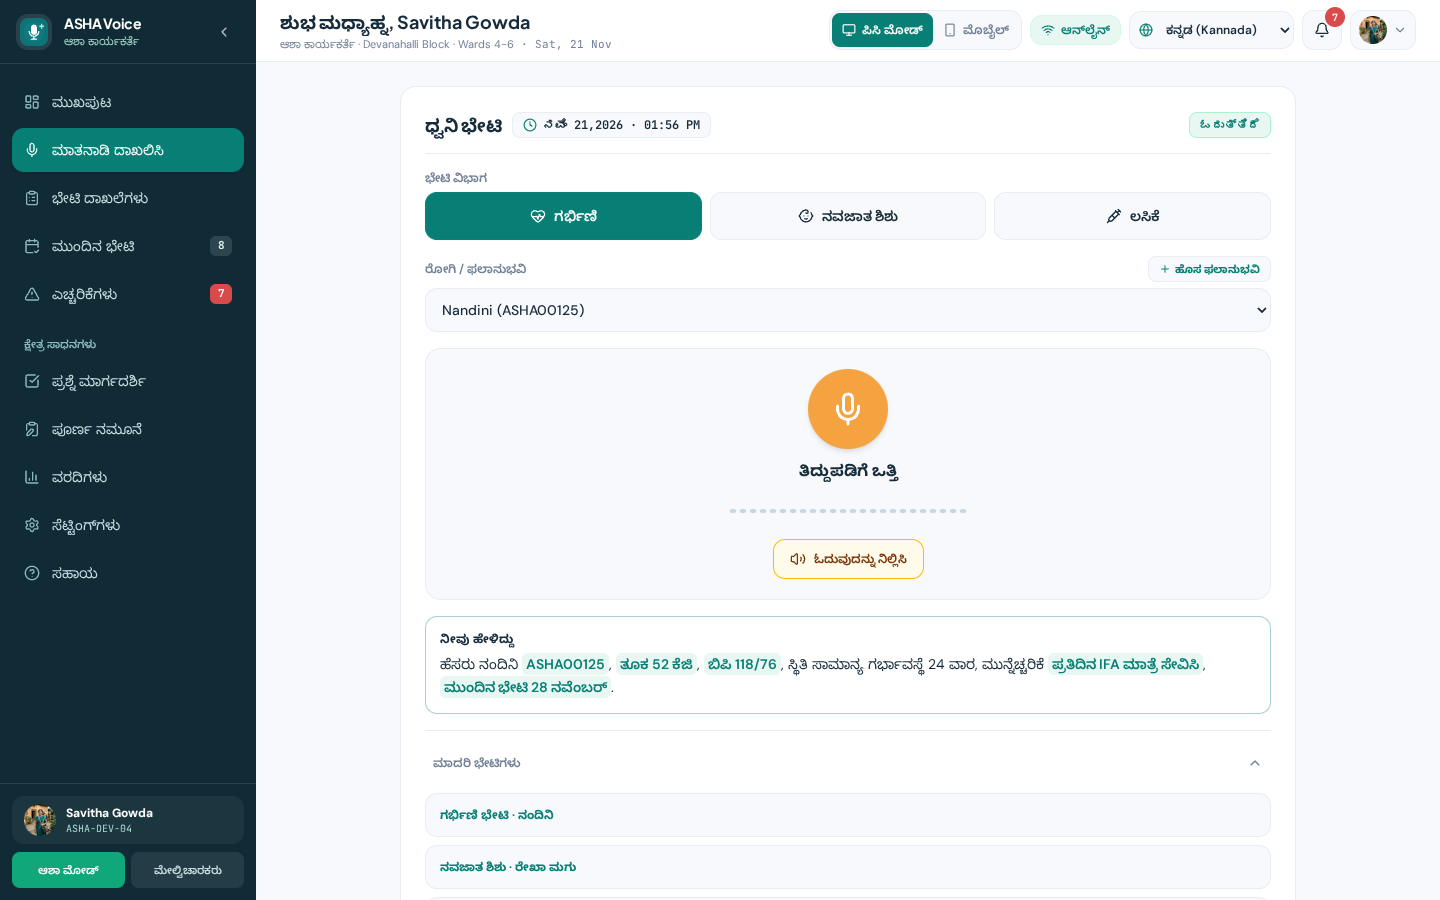 ASHA Voice
ಆಶಾ ಕಾರ್ಯಕರ್ತೆ
ಮುಖಪುಟ
ಮಾತನಾಡಿ ದಾಖಲಿಸಿ
ಭೇಟಿ ದಾಖಲೆಗಳು
ಮುಂದಿನ ಭೇಟಿ 8
ಎಚ್ಚರಿಕೆಗಳು 7
ಕ್ಷೇತ್ರ ಸಾಧನಗಳು
ಪ್ರಶ್ನೆ ಮಾರ್ಗದರ್ಶಿ
ಪೂರ್ಣ ನಮೂನೆ
ವರದಿಗಳು
ಸೆಟ್ಟಿಂಗ್‌ಗಳು
ಸಹಾಯ
Savitha Gowda
ASHA-DEV-04
ಆಶಾ ಮೋಡ್ ಮೇಲ್ವಿಚಾರಕರು
ಶುಭ ಮಧ್ಯಾಹ್ನ, Savitha Gowda
ಆಶಾ ಕಾರ್ಯಕರ್ತೆ · Devanahalli Block · Wards 4-6 · Sat, 21 Nov
ಪಿಸಿ ಮೋಡ್ ಮೊಬೈಲ್ ಆನ್‌ಲೈನ್ ಕನ್ನಡ (Kannada) 7
ಧ್ವನಿ ಭೇಟಿ ನವೆಂ 21,2026 · 01:56 PM ಓದುತ್ತಿದೆ
ಭೇಟಿ ವಿಭಾಗ
ಗರ್ಭಿಣಿ ನವಜಾತ ಶಿಶು ಲಸಿಕೆ
ರೋಗಿ / ಫಲಾನುಭವಿ + ಹೊಸ ಫಲಾನುಭವಿ
Nandini (ASHA00125)
ತಿದ್ದುಪಡಿಗೆ ಒತ್ತಿ
ಓದುವುದನ್ನು ನಿಲ್ಲಿಸಿ
ನೀವು ಹೇಳಿದ್ದು
ಹೆಸರು ನಂದಿನಿ ASHA00125 , ತೂಕ 52 ಕೆಜಿ , ಬಿಪಿ 118/76 , ಸ್ಥಿತಿ ಸಾಮಾನ್ಯ ಗರ್ಭಾವಸ್ಥೆ 24 ವಾರ, ಮುನ್ನೆಚ್ಚರಿಕೆ ಪ್ರತಿದಿನ IFA ಮಾತ್ರೆ ಸೇವಿಸಿ ,
ಮುಂದಿನ ಭೇಟಿ 28 ನವೆಂಬರ್ .
ಮಾದರಿ ಭೇಟಿಗಳು
ಗರ್ಭಿಣಿ ಭೇಟಿ · ನಂದಿನಿ
ನವಜಾತ ಶಿಶು · ರೇಖಾ ಮಗು